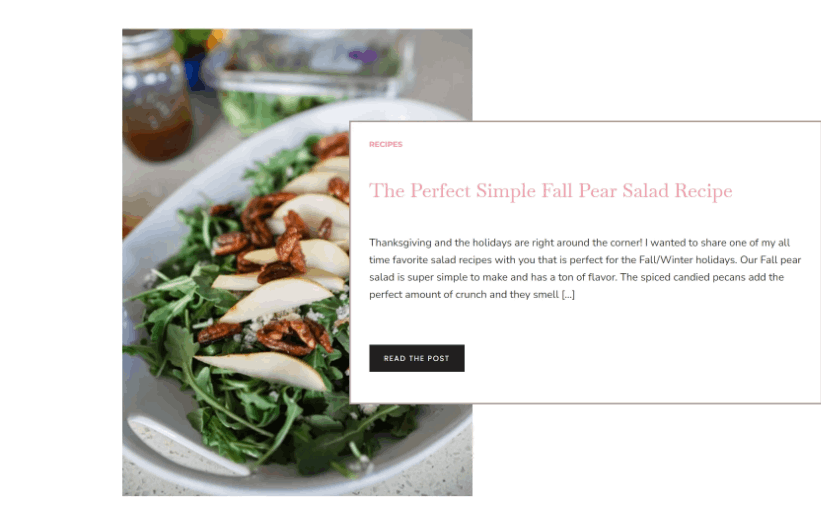 RECIPES
The Perfect Simple Fall Pear Salad Recipe
Thanksgiving and the holidays are right around the corner! I wanted to share one of my all
time favorite salad recipes with you that is perfect for the Fall/Winter holidays. Our Fall pear
salad is super simple to make and has a ton of flavor. The spiced candied pecans add the
perfect amount of crunch and they smell [...]
READ THE POST